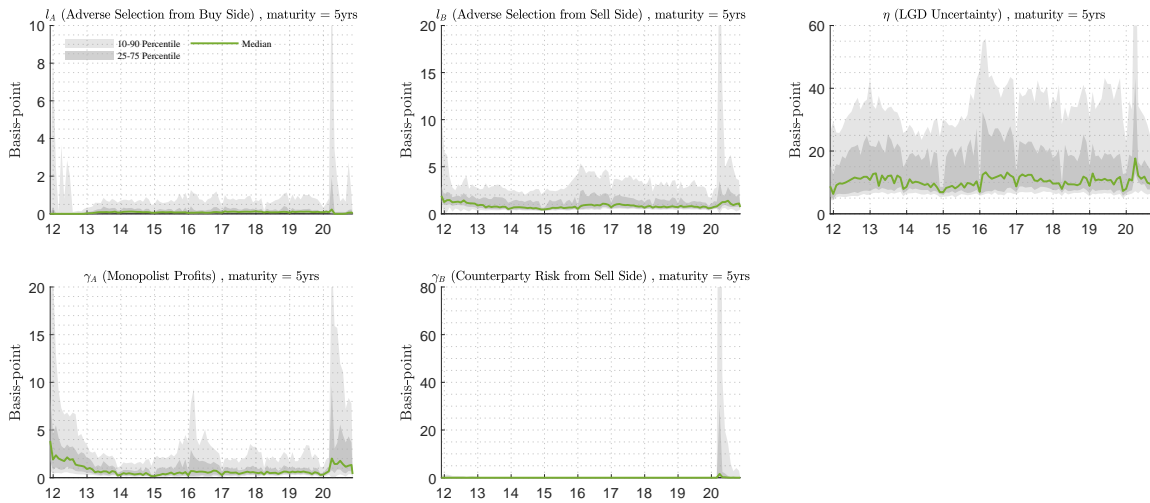 l_A (Adverse Selection from Buy Side) , maturity = 5yrs
10
8
6
4
2
0
Basis-point
10-90 Percentile
25-75 Percentile
Median
12 13 14 15 16 17 18 19 20
l_B (Adverse Selection from Sell Side) , maturity = 5yrs
20
15
10
5
0
Basis-point
12 13 14 15 16 17 18 19 20
η (LGD Uncertainty) , maturity = 5yrs
60
40
20
0
Basis-point
12 13 14 15 16 17 18 19 20
γ_A (Monopolist Profits) , maturity = 5yrs
20
15
10
5
0
Basis-point
12 13 14 15 16 17 18 19 20
γ_B (Counterparty Risk from Sell Side) , maturity = 5yrs
80
60
40
20
0
Basis-point
12 13 14 15 16 17 18 19 20